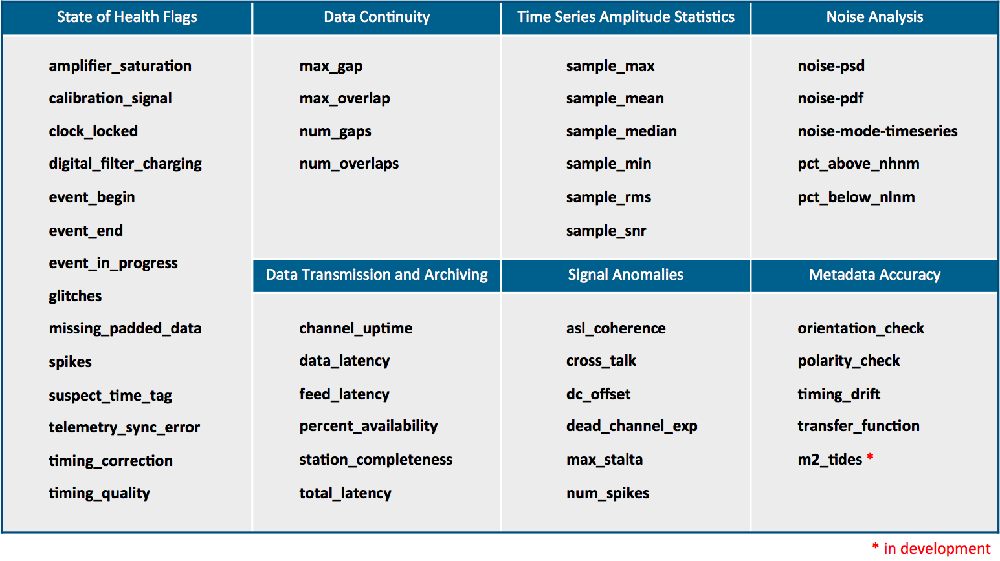 State of Health Flags
amplifier_saturation
calibration_signal
clock_locked
digital_filter_charging
event_begin
event_end
event_in_progress
glitches
missing_padded_data
spikes
suspect_time_tag
telemetry_sync_error
timing_correction
timing_quality
Data Continuity
max_gap
max_overlap
num_gaps
num_overlaps
Data Transmission and Archiving
channel_uptime
data_latency
feed_latency
percent_availability
station_completeness
total_latency
Time Series Amplitude Statistics
sample_max
sample_mean
sample_median
sample_min
sample_rms
sample_snr
Signal Anomalies
asl_coherence
cross_talk
dc_offset
dead_channel_exp
max_stalta
num_spikes
Noise Analysis
noise-psd
noise-pdf
noise-mode-timeseries
pct_above_nhnm
pct_below_nlnm
Metadata Accuracy
orientation_check
polarity_check
timing_drift
transfer_function
m2_tides *
* in development